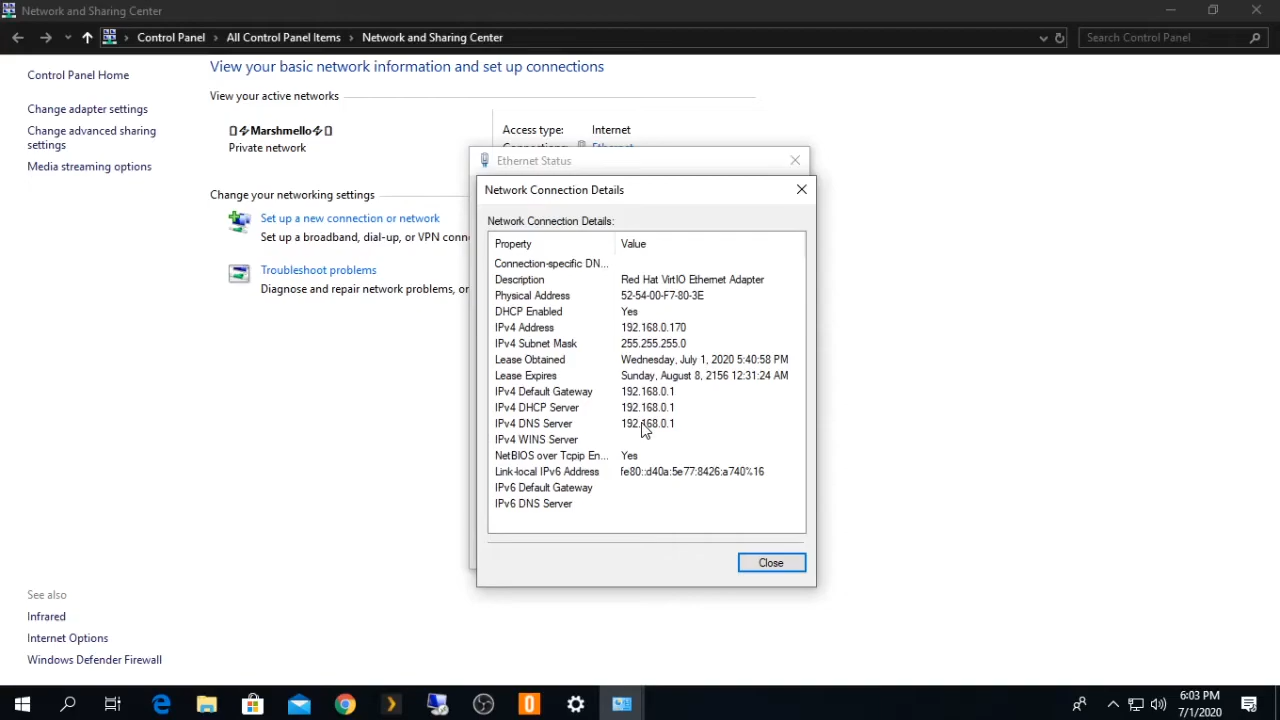 Network and Sharing Center
Control Panel > All Control Panel Items > Network and Sharing Center
Search Control Panel
Control Panel Home
Change adapter settings
Change advanced sharing
settings
Media streaming options
View your basic network information and set up connections
View your active networks
⚡Marshmello⚡
Private network
Access type: Internet
Connections: Ethernet
Change your networking settings
Set up a new connection or network
Set up a broadband, dial-up, or VPN conn
Troubleshoot problems
Diagnose and repair network problems, or
Ethernet Status
Network Connection Details
Network Connection Details:
Property Value
Connection-specific DN...
Description Red Hat VirtIO Ethernet Adapter
Physical Address 52-54-00-F7-80-3E
DHCP Enabled Yes
IPv4 Address 192.168.0.170
IPv4 Subnet Mask 255.255.255.0
Lease Obtained Wednesday, July 1, 2020 5:40:58 PM
Lease Expires Sunday, August 8, 2156 12:31:24 AM
IPv4 Default Gateway 192.168.0.1
IPv4 DHCP Server 192.168.0.1
IPv4 DNS Server 192.168.0.1
IPv4 WINS Server
NetBIOS over Tcpip En... Yes
Link-local IPv6 Address fe80::d40a:5e77:8426:a740%16
IPv6 Default Gateway
IPv6 DNS Server
Close
See also
Infrared
Internet Options
Windows Defender Firewall
6:03 PM
7/1/2020